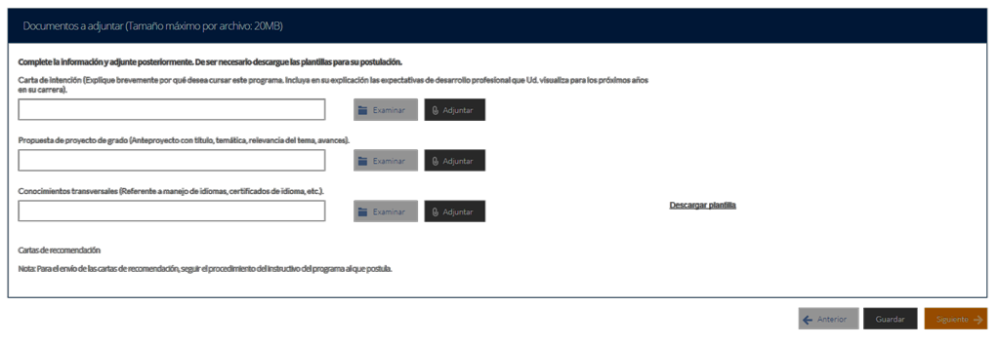 Documentos a adjuntar (Tamaño máximo por archivo: 20MB)
Complete la información y adjunte posteriormente. De ser necesario descargue las plantillas para su postulación.
Carta de intención (Explique brevemente por qué desea cursar este programa. Incluya en su explicación las expectativas de desarrollo profesional que Ud. visualiza para los próximos años
en su carrera).
Examinar Adjuntar
Propuesta de proyecto de grado (Anteproyecto con título, temática, relevancia del tema, avances).
Examinar Adjuntar
Conocimientos transversales (Referente a manejo de idiomas, certificados de idioma, etc.).
Examinar Adjuntar Descargar plantilla
Cartas de recomendación
Nota: Para el envío de las cartas de recomendación, seguir el procedimiento del instructivo del programa al que postula.
Anterior Guardar Siguiente